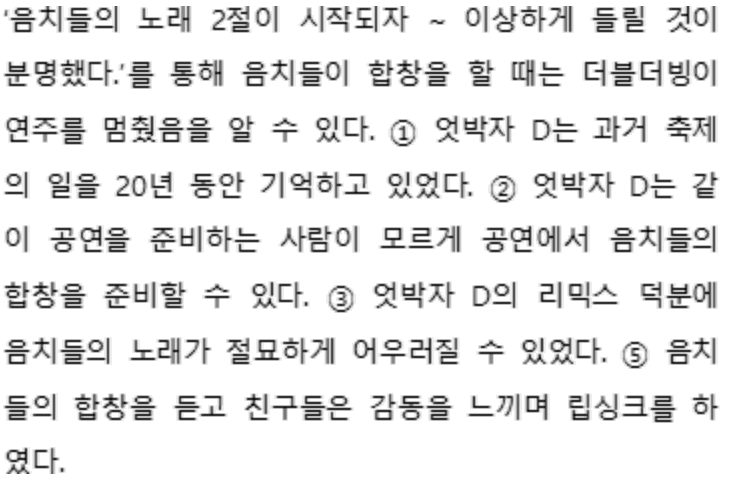 ‘음치들의 노래 2절이 시작되자 ~ 이상하게 들릴 것이
분명했다.’를 통해 음치들이 합창을 할 때는 더블더빙이
연주를 멈췄음을 알 수 있다. ① 엇박자 D는 과거 축제
의 일을 20년 동안 기억하고 있었다. ② 엇박자 D는 같
이 공연을 준비하는 사람이 모르게 공연에서 음치들의
합창을 준비할 수 있다. ③ 엇박자 D의 리믹스 덕분에
음치들의 노래가 절묘하게 어우러질 수 있었다. ⑤ 음치
들의 합창을 듣고 친구들은 감동을 느끼며 립싱크를 하
였다.